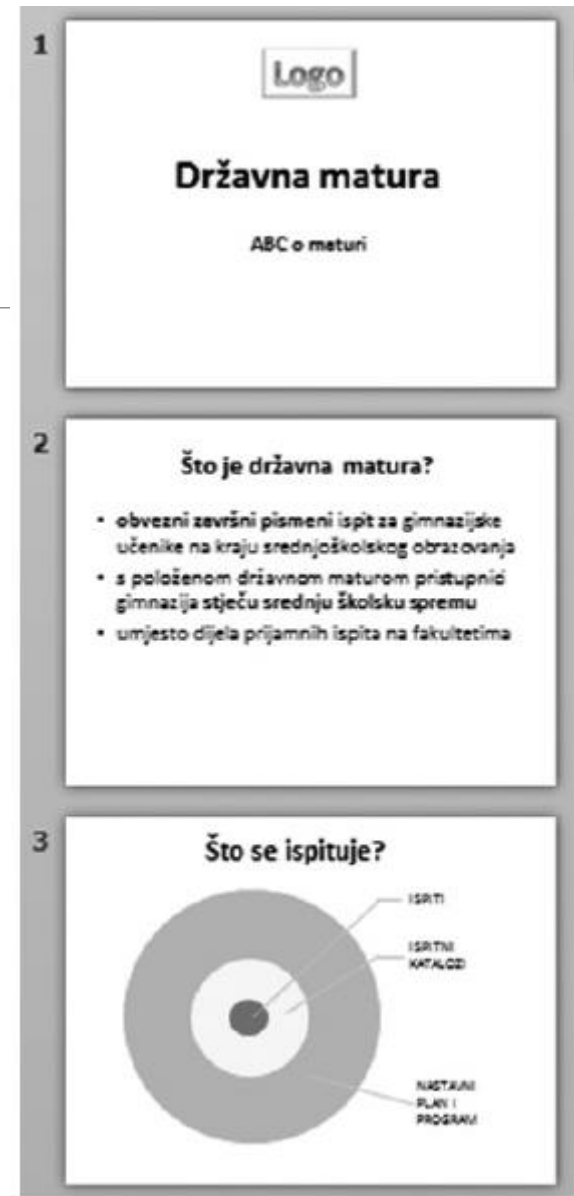 1
Logo
Državna matura
ABC o maturi
2
Što je državna matura?
• obvezni završni pismeni ispit za gimnazijske
učenike na kraju srednjoškolskog obrazovanja
• s položenom državnom maturom pristupnici
gimnazija stječu srednju školsku spremu
• umjesto dijela prijamnih ispita na fakultetima
3
Što se ispituje?
ISPITI
ISPITNI
KATALOZI
NASTAVNI
PLAN I
PROGRAM